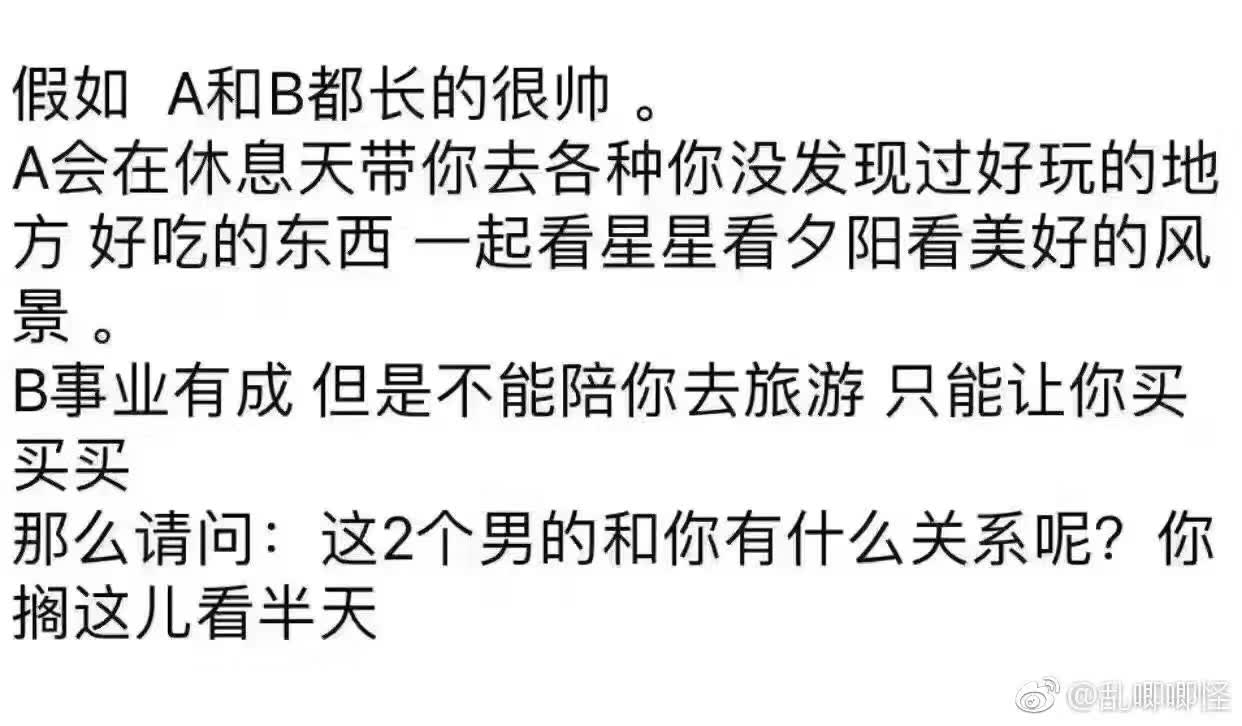 假如  A和B都长的很帅 。
A会在休息天带你去各种你没发现过好玩的地
方 好吃的东西 一起看星星看夕阳看美好的风
景 。
B事业有成 但是不能陪你去旅游 只能让你买
买买
那么请问：这2个男的和你有什么关系呢？你
搁这儿看半天
@乱唧唧怪